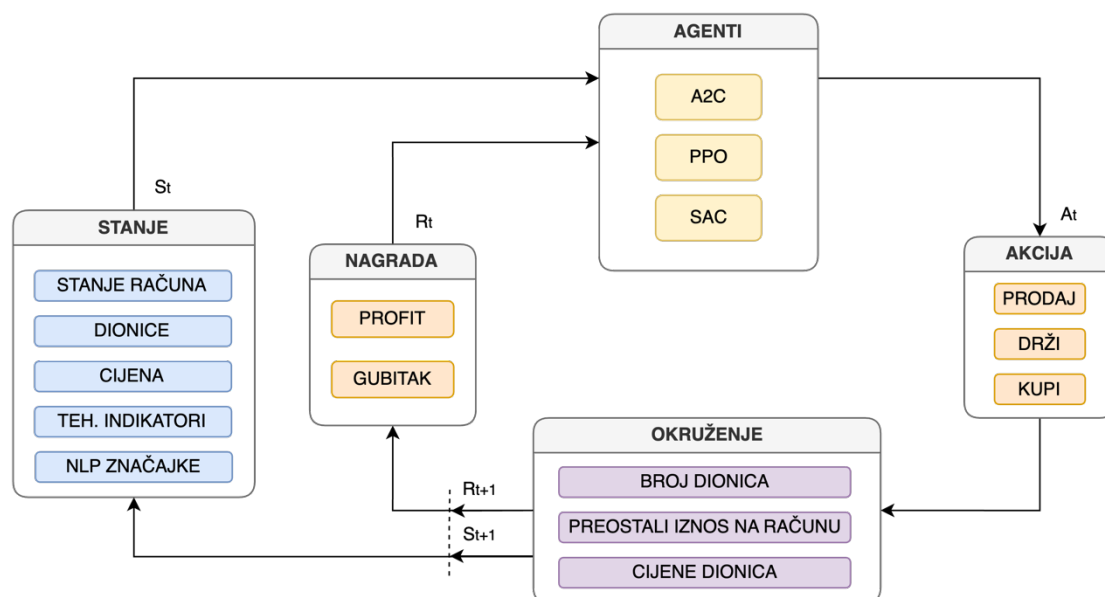 AGENTI
A2C
PPO
SAC
St
Rt
At
STANJE
STANJE RAČUNA
DIONICE
CIJENA
TEH. INDIKATORI
NLP ZNAČAJKE
NAGRADA
PROFIT
GUBITAK
AKCIJA
PRODAJ
DRŽI
KUPI
OKRUŽENJE
BROJ DIONICA
PREOSTALI IZNOS NA RAČUNU
CIJENE DIONICA
Rt+1
St+1